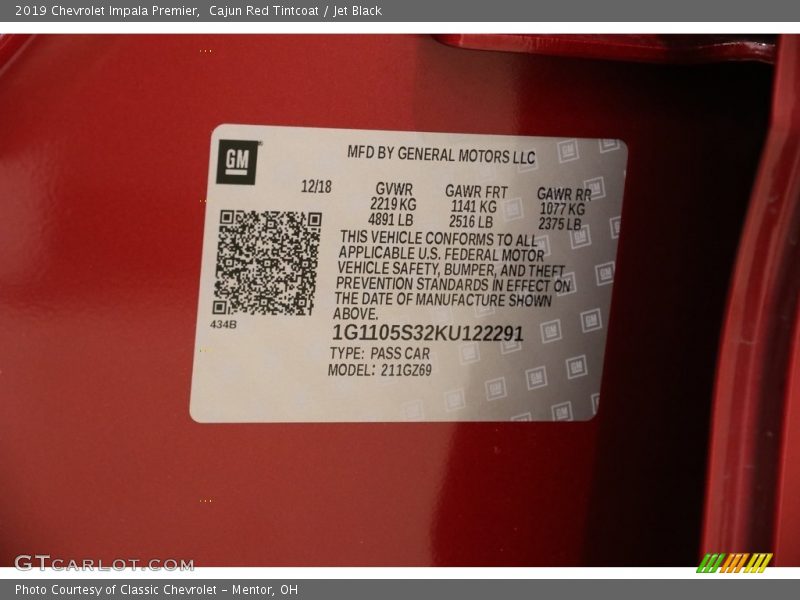 2019 Chevrolet Impala Premier, Cajun Red Tintcoat / Jet Black
GM
MFD BY GENERAL MOTORS LLC
12/18 GVWR GAWR FRT GAWR RR
2219 KG 1141 KG 1077 KG
4891 LB 2516 LB 2375 LB
THIS VEHICLE CONFORMS TO ALL
APPLICABLE U.S. FEDERAL MOTOR
VEHICLE SAFETY, BUMPER, AND THEFT
PREVENTION STANDARDS IN EFFECT ON
THE DATE OF MANUFACTURE SHOWN
ABOVE.
434B
1G1105S32KU122291
TYPE: PASS CAR
MODEL: 211GZ69
GTCARLOT.COM
Photo Courtesy of Classic Chevrolet - Mentor, OH